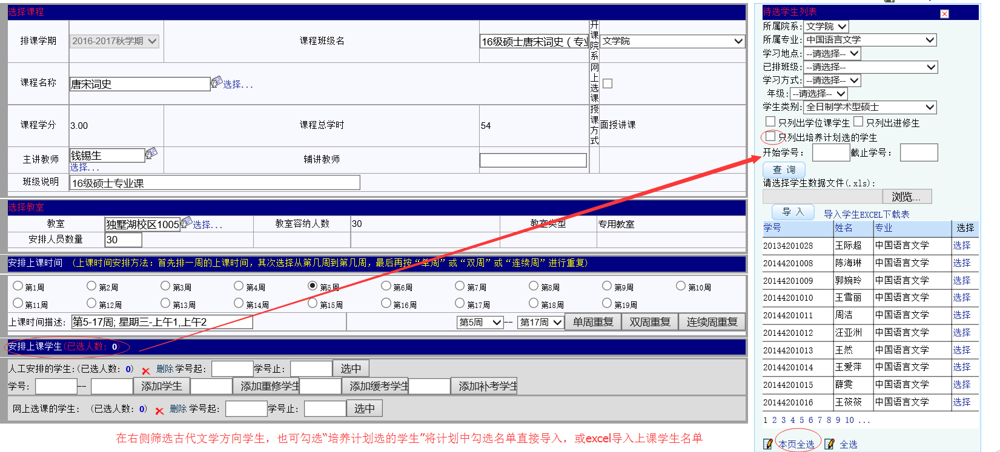 选择课程
排课学期 2016-2017秋学期 课程班级名 16级硕士唐宋词史（专业 开课院系 文学院
课程名称 唐宋词史 选择... 网上选课
课程学分 3.00 课程总学时 54 授课方式 面授讲课
主讲教师 钱锡生 选择... 辅讲教师
班级说明 16级硕士专业课
选择教室
教室 独墅湖校区1005 选择... 教室容纳人数 30 教室类型 专用教室
安排人员数量 30
安排上课时间 （上课时间安排方法：首先排一周的上课时间，其次选择从第几周到第几周，最后再按“单周”或“双周”或“连续周”进行重复）
第1周 第2周 第3周 第4周 第5周 第6周 第7周 第8周 第9周 第10周
第11周 第12周 第13周 第14周 第15周 第16周 第17周 第18周 第19周
上课时间描述: 第5-17周; 星期三-上午1,上午2 第5周 -- 第17周 单周重复 双周重复 连续周重复
安排上课学生(已选人数: 0)
人工安排的学生:(已选人数: 0) 删除 学号起: 学号止: 选中
学号: -- 添加学生 添加重修学生 添加缓考学生 添加补考学生
网上选课的学生: (已选人数: 0) 删除 学号起: 学号止: 选中
在右侧筛选古代文学方向学生，也可勾选“培养计划选的学生”将计划中勾选名单直接导入，或excel导入上课学生名单
待选学生列表
所属院系: 文学院
所属专业: 中国语言文学
学习地点: --请选择--
已排班级: --请选择--
学习方式: --请选择--
年级: --请选择--
学生类别: 全日制学术型硕士
只列出学位课学生 只列出进修生
只列出培养计划选的学生
开始学号: 截止学号:
查 询
请选择学生数据文件(.xls):
浏览...
导 入 导入学生EXCEL下载表
学号 姓名 专业 选择
20134201028 王际超 中国语言文学 选择
20144201008 陈海琳 中国语言文学 选择
20144201009 郭婉玲 中国语言文学 选择
20144201010 王雪丽 中国语言文学 选择
20144201011 周洁 中国语言文学 选择
20144201012 汪亚洲 中国语言文学 选择
20144201013 王然 中国语言文学 选择
20144201014 王爱萍 中国语言文学 选择
20144201015 薛雯 中国语言文学 选择
20144201016 王筱筱 中国语言文学 选择
1 2 3 4 5 6 7 8 9 10 ...
本页全选 全选